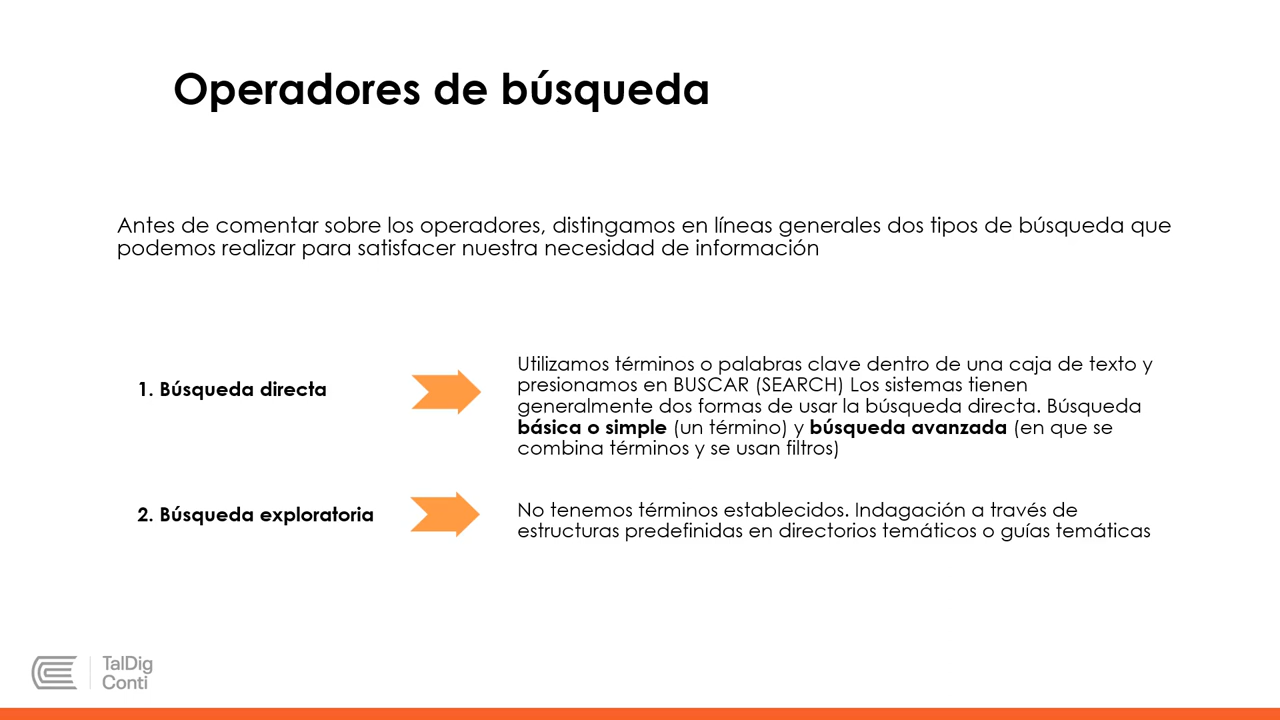 Operadores de búsqueda
Antes de comentar sobre los operadores, distingamos en líneas generales dos tipos de búsqueda que
podemos realizar para satisfacer nuestra necesidad de información
1. Búsqueda directa
Utilizamos términos o palabras clave dentro de una caja de texto y
presionamos en BUSCAR (SEARCH) Los sistemas tienen
generalmente dos formas de usar la búsqueda directa. Búsqueda
básica o simple (un término) y búsqueda avanzada (en que se
combina términos y se usan filtros)
2. Búsqueda exploratoria
No tenemos términos establecidos. Indagación a través de
estructuras predefinidas en directorios temáticos o guías temáticas
TalDig
Conti